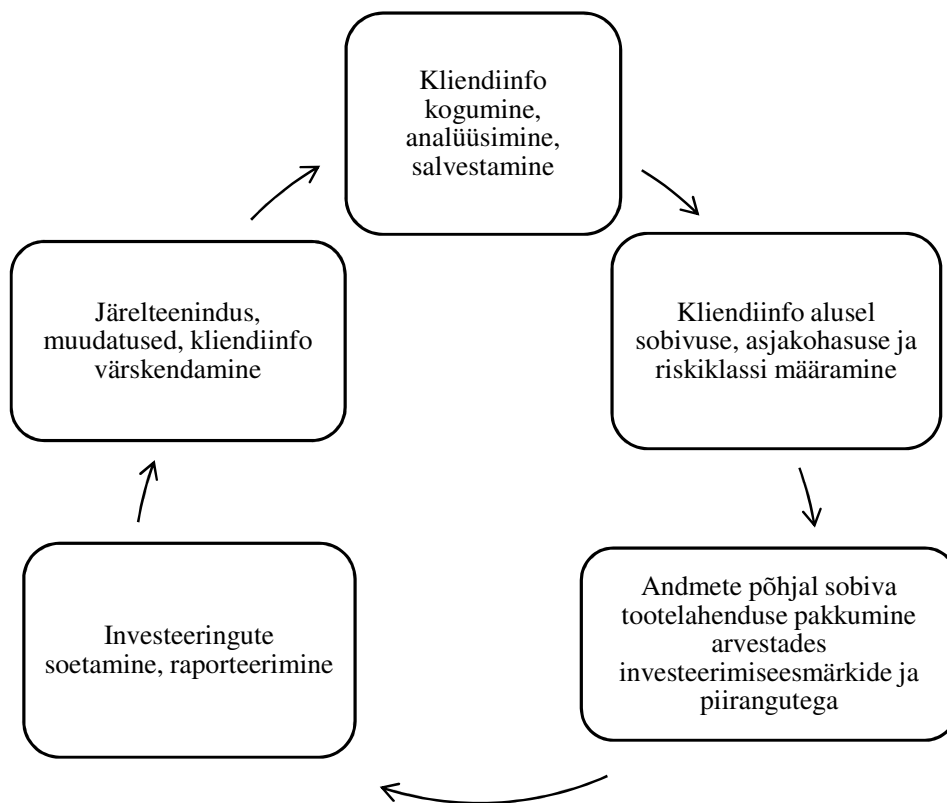 Kliendiinfo
kogumine,
analüüsimine,
salvestamine
Kliendiinfo alusel
sobivuse, asjakohasuse ja
riskiklassi määramine
Andmete põhjal sobiva
tootelahenduse pakkumine
arvestades
investeerimiseesmärkide ja
piirangutega
Investeeringute
soetamine, raporteerimine
Järelteenindus,
muudatused, kliendiinfo
värskendamine